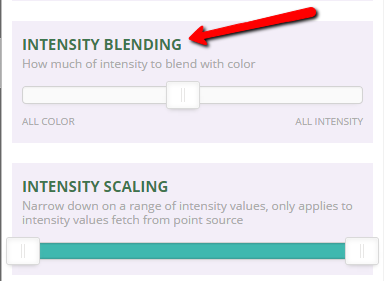 INTENSITY BLENDING
How much of intensity to blend with color
ALL COLOR
ALL INTENSITY
INTENSITY SCALING
Narrow down on a range of intensity values, only applies to
intensity values fetch from point source